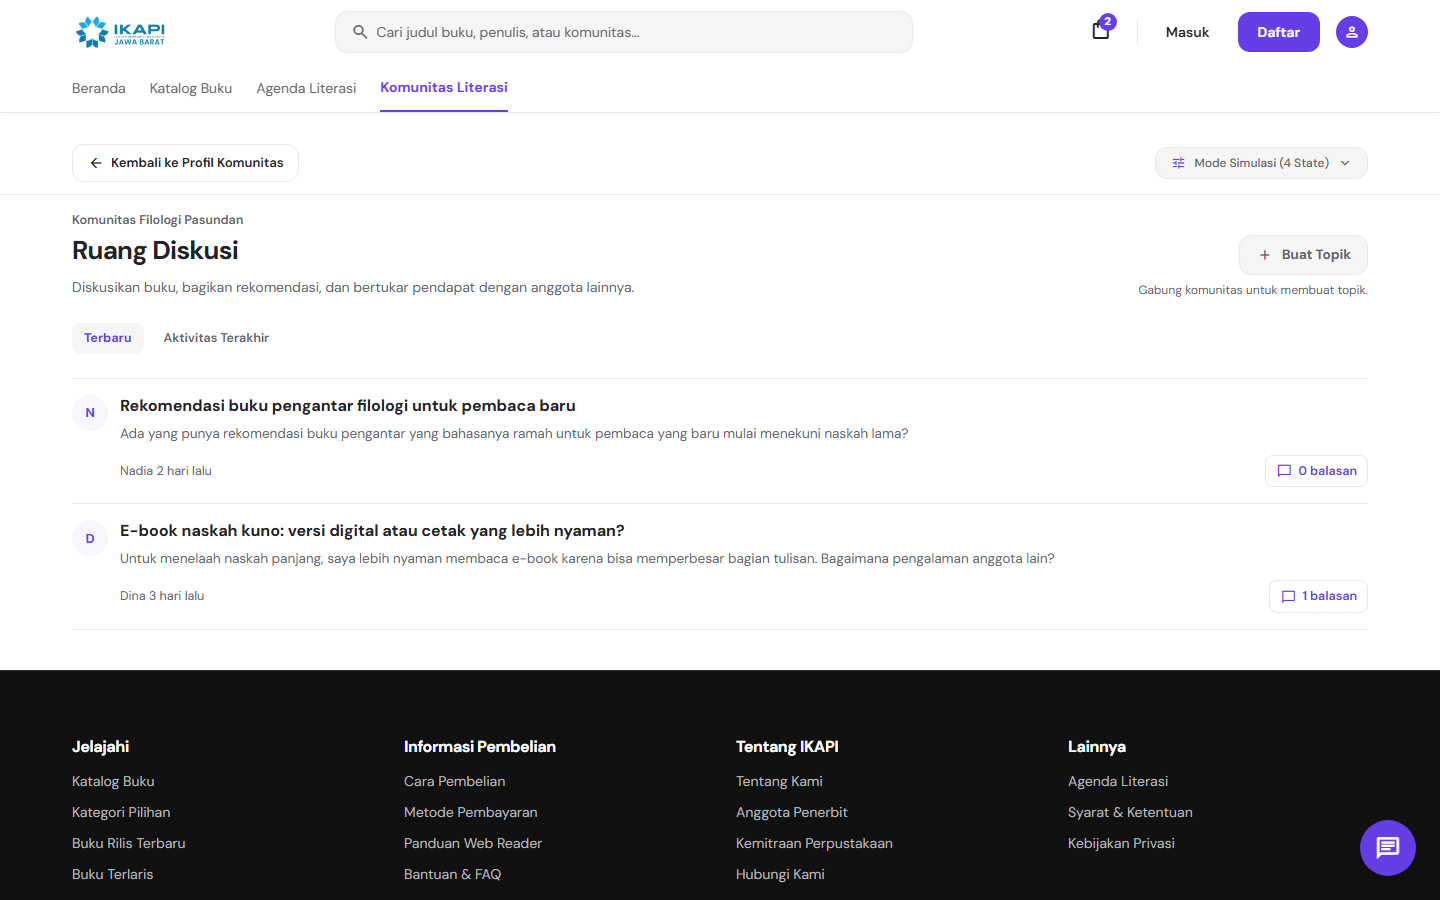 IKAPI
JAWA BARAT
Cari judul buku, penulis, atau komunitas...
2
Masuk
Daftar
Beranda
Katalog Buku
Agenda Literasi
Komunitas Literasi
Kembali ke Profil Komunitas
Mode Simulasi (4 State)
Komunitas Filologi Pasundan
Ruang Diskusi
Buat Topik
Diskusikan buku, bagikan rekomendasi, dan bertukar pendapat dengan anggota lainnya.
Gabung komunitas untuk membuat topik.
Terbaru
Aktivitas Terakhir
N
Rekomendasi buku pengantar filologi untuk pembaca baru
Ada yang punya rekomendasi buku pengantar yang bahasanya ramah untuk pembaca yang baru mulai menekuni naskah lama?
Nadia 2 hari lalu
0 balasan
D
E-book naskah kuno: versi digital atau cetak yang lebih nyaman?
Untuk menelaah naskah panjang, saya lebih nyaman membaca e-book karena bisa memperbesar bagian tulisan. Bagaimana pengalaman anggota lain?
Dina 3 hari lalu
1 balasan
Jelajahi
Katalog Buku
Kategori Pilihan
Buku Rilis Terbaru
Buku Terlaris
Informasi Pembelian
Cara Pembelian
Metode Pembayaran
Panduan Web Reader
Bantuan & FAQ
Tentang IKAPI
Tentang Kami
Anggota Penerbit
Kemitraan Perpustakaan
Hubungi Kami
Lainnya
Agenda Literasi
Syarat & Ketentuan
Kebijakan Privasi